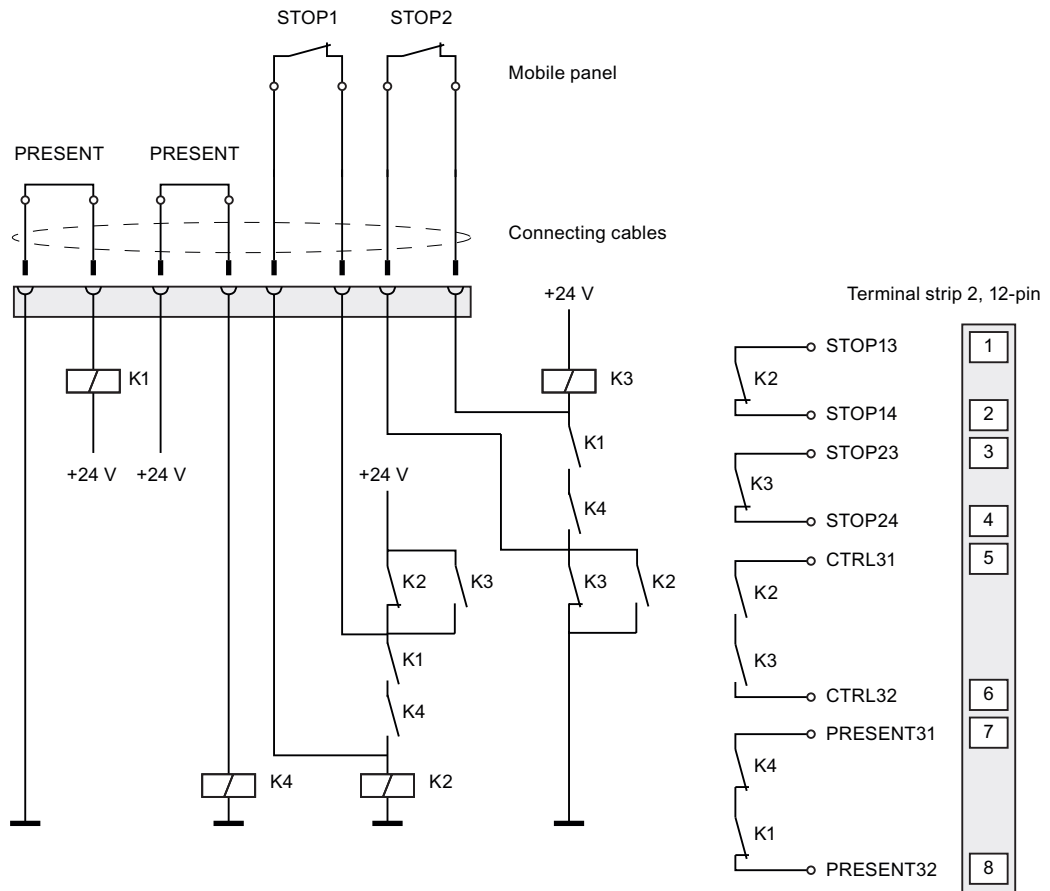 STOP1 STOP2
Mobile panel
PRESENT PRESENT
Connecting cables
+24 V
Terminal strip 2, 12-pin
STOP13 1
K1 K3 K2
STOP14 2
K1
STOP23 3
+24 V +24 V +24 V
K3
K4
STOP24 4
CTRL31 5
K2 K3 K3 K2
K2
K1
K3
CTRL32 6
K4
PRESENT31 7
K4 K2
K4
K1
PRESENT32 8